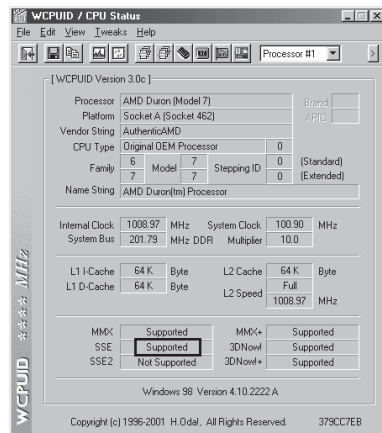 WCPUID / CPU Status
File Edit View Tweaks Help
Processor #1
[ WCPUID Version 3.0c ]
Processor AMD Duron (Model 7) Brand
Platform Socket A (Socket 462) APIC
Vendor String AuthenticAMD
CPU Type Original OEM Processor 0
Family 6 Model 7 Stepping ID 0 (Standard)
7 7 0 (Extended)
Name String AMD Duron(tm) Processor
Internal Clock 1008.97 MHz System Clock 100.90 MHz
System Bus 201.79 MHz DDR Multiplier 10.0
L1 I-Cache 64 K Byte L2 Cache 64 K Byte
L1 D-Cache 64 K Byte L2 Speed Full
1008.97 MHz
MMX Supported MMX+ Supported
SSE Supported 3DNow! Supported
SSE2 Not Supported 3DNow!+ Supported
Windows 98 Version 4.10.2222 A
Copyright (c) 1996-2001 H.Oda!, All Rights Reserved. 379CC7EB
WCPUID **** MHz